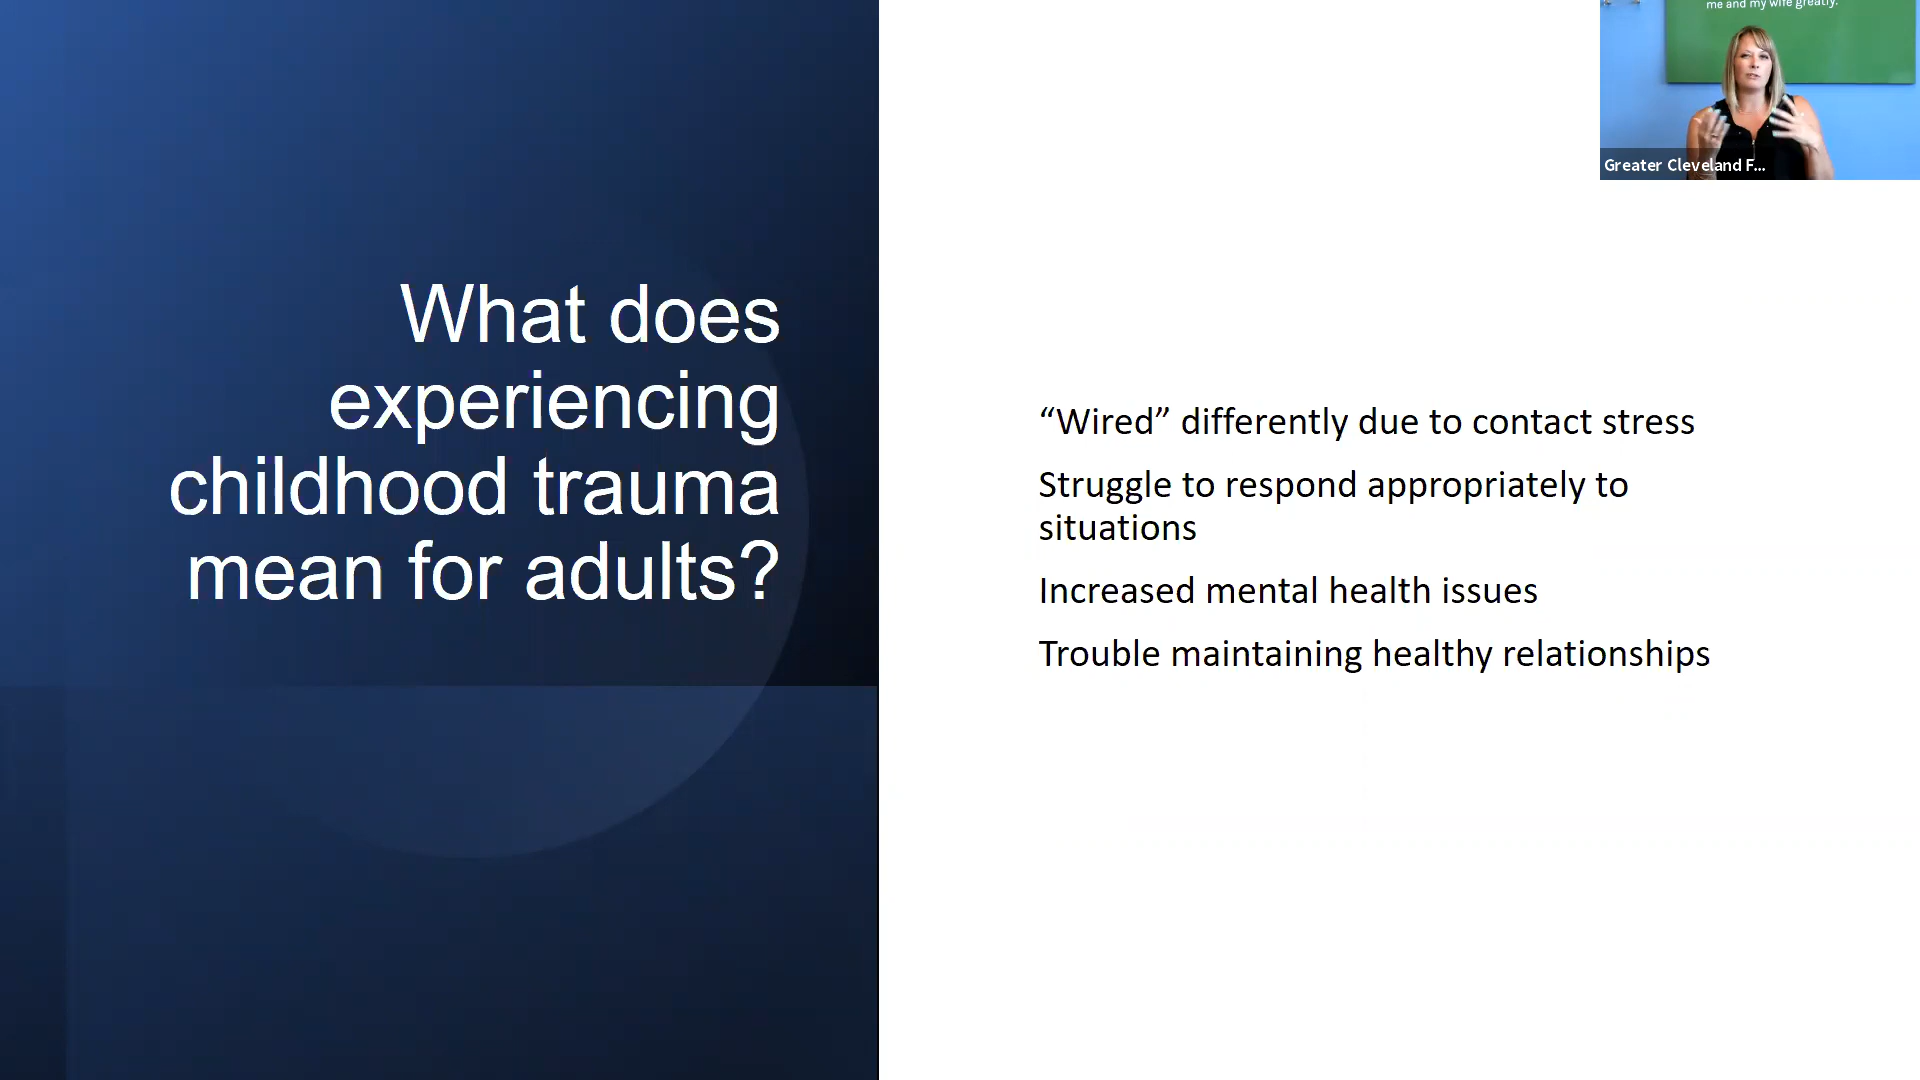 What does
experiencing
childhood trauma
mean for adults?
“Wired” differently due to contact stress
Struggle to respond appropriately to
situations
Increased mental health issues
Trouble maintaining healthy relationships
me and my wife greatly.
Greater Cleveland F...